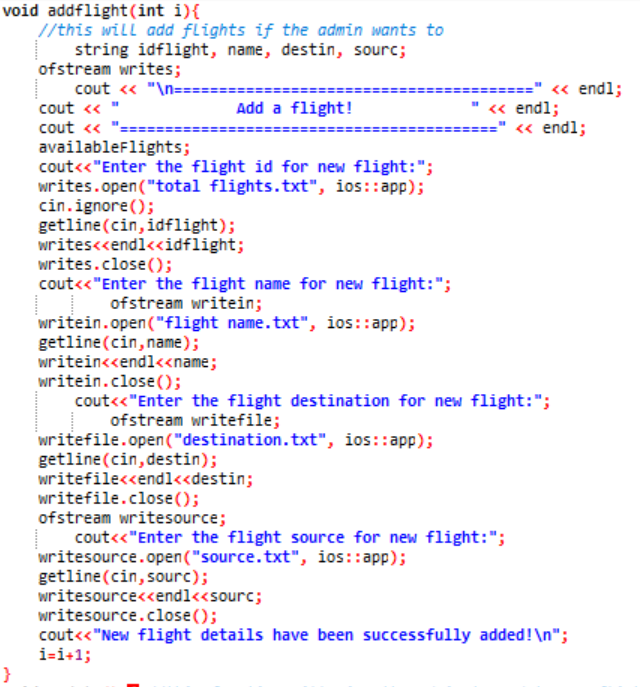 void addflight(int i){
//this will add flights if the admin wants to
string idflight, name, destin, sourc;
ofstream writes;
cout << "\n========================================" << endl;
cout << "             Add a flight!             " << endl;
cout << "==========================================" << endl;
availableFlights;
cout<<"Enter the flight id for new flight:";
writes.open("total flights.txt", ios::app);
cin.ignore();
getline(cin,idflight);
writes<<endl<<idflight;
writes.close();
cout<<"Enter the flight name for new flight:";
ofstream writein;
writein.open("flight name.txt", ios::app);
getline(cin,name);
writein<<endl<<name;
writein.close();
cout<<"Enter the flight destination for new flight:";
ofstream writefile;
writefile.open("destination.txt", ios::app);
getline(cin,destin);
writefile<<endl<<destin;
writefile.close();
ofstream writesource;
cout<<"Enter the flight source for new flight:";
writesource.open("source.txt", ios::app);
getline(cin,sourc);
writesource<<endl<<sourc;
writesource.close();
cout<<"New flight details have been successfully added!\n";
i=i+1;
}